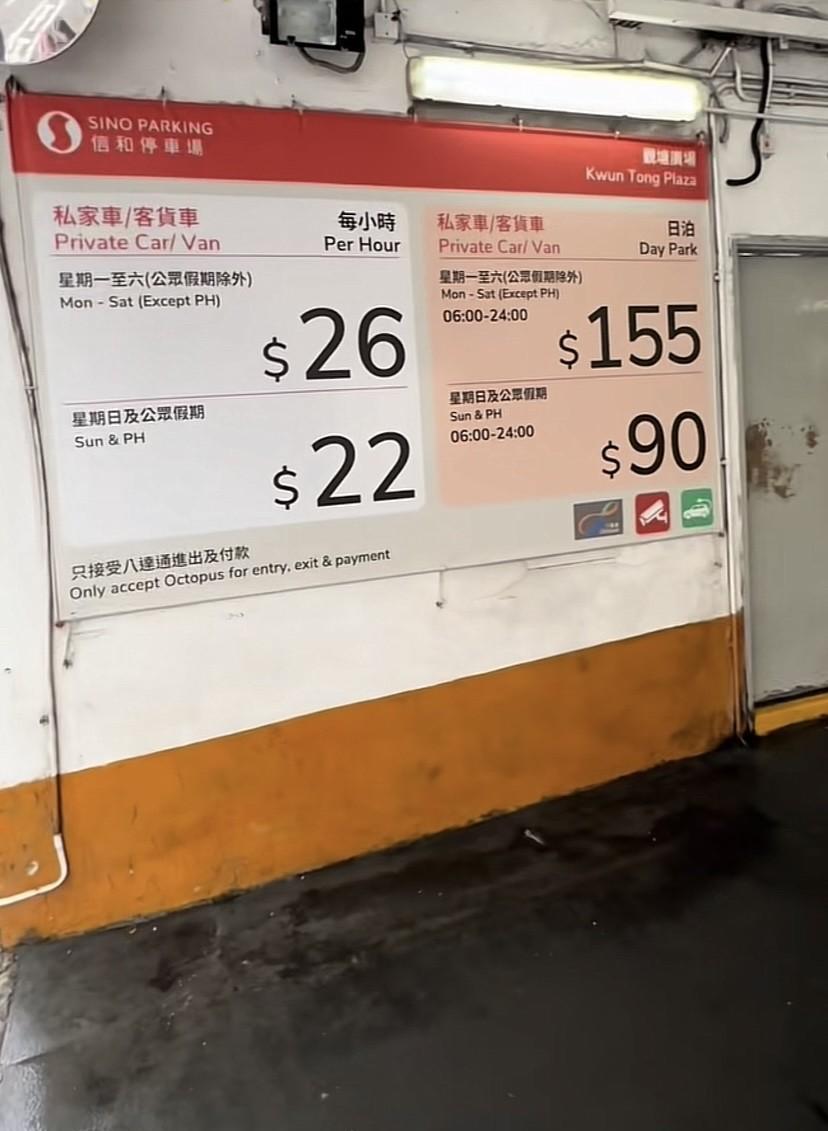 SINO PARKING
信和停車場
觀塘廣場
Kwun Tong Plaza
私家車/客貨車
Private Car/ Van
每小時
Per Hour
星期一至六(公眾假期除外)
Mon - Sat (Except PH)
$26
星期日及公眾假期
Sun & PH
$22
私家車/客貨車
Private Car/ Van
日泊
Day Park
星期一至六(公眾假期除外)
Mon - Sat (Except PH)
06:00-24:00
$155
星期日及公眾假期
Sun & PH
06:00-24:00
$90
只接受八達通進出及付款
Only accept Octopus for entry, exit & payment